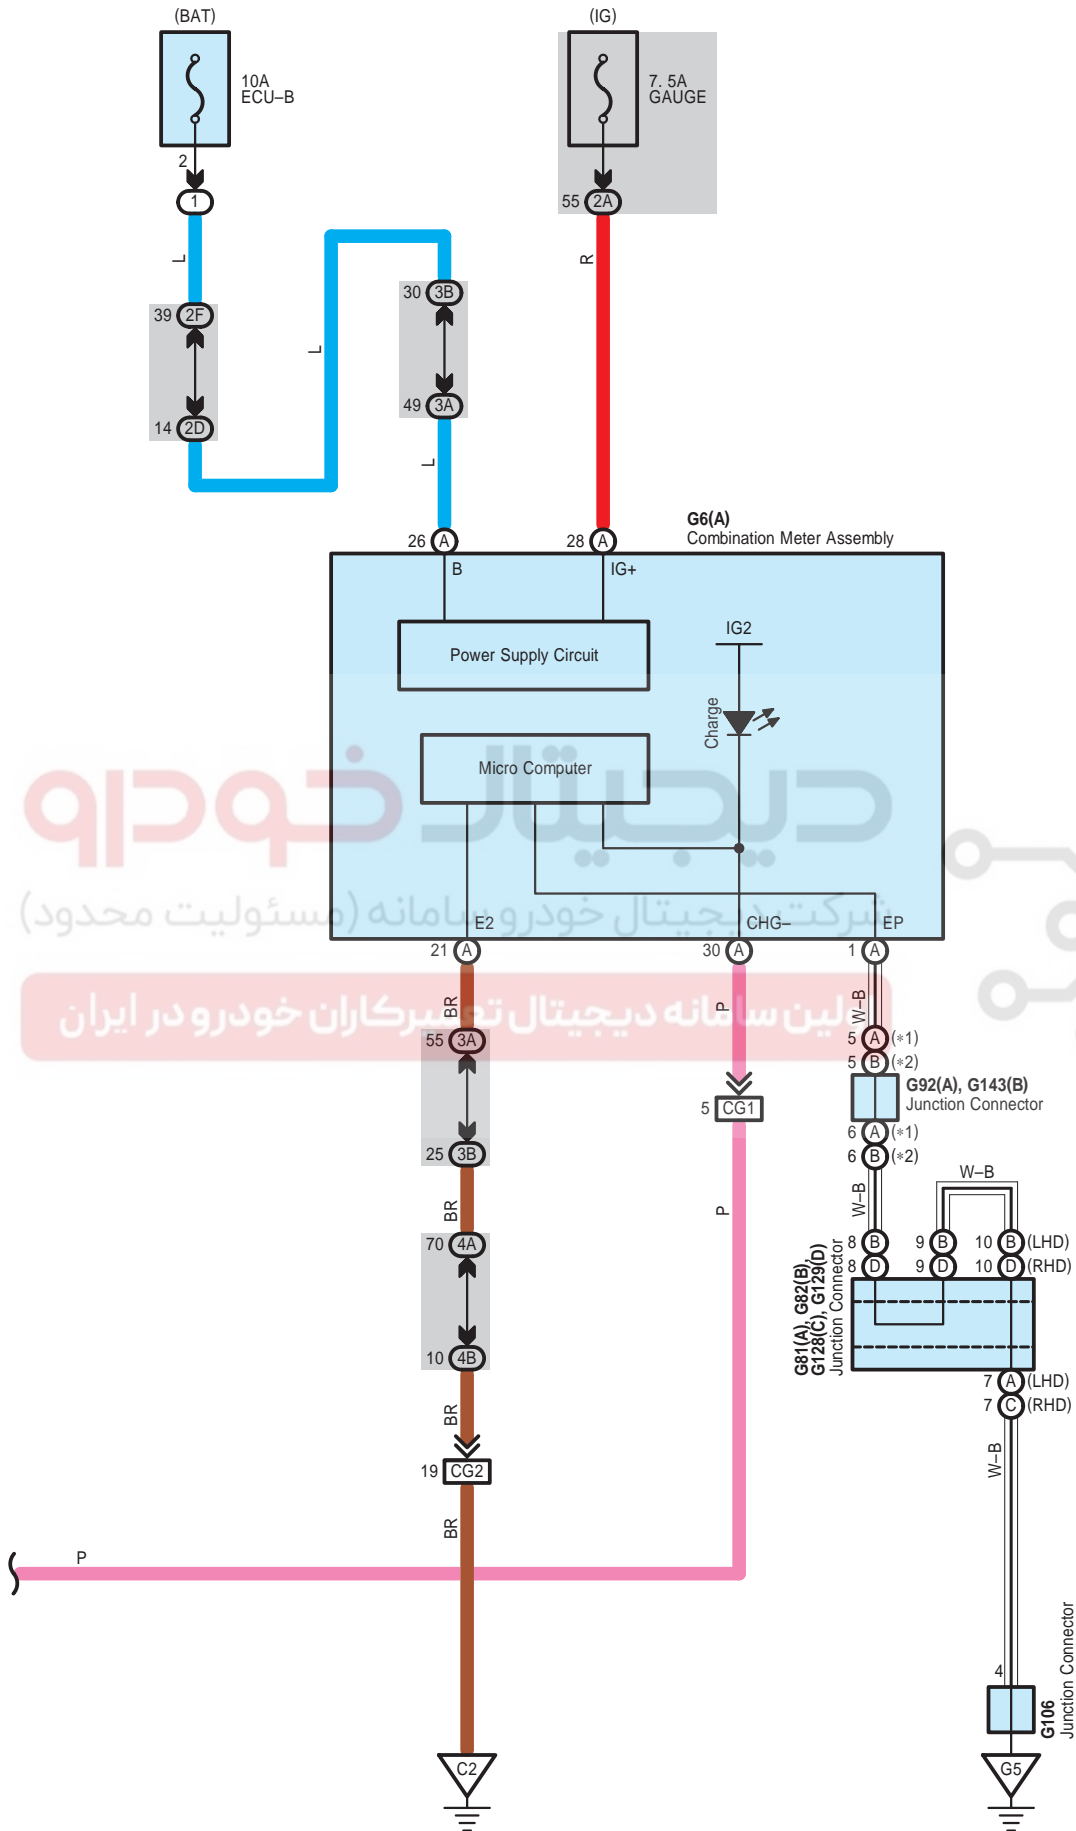 (BAT)
(IG)
10A
ECU–B
7. 5A
GAUGE
2
1
55 2A
L
R
39 2F
30 3B
L
14 2D
49 3A
L
G6(A)
Combination Meter Assembly
26 A
28 A
B
IG+
Power Supply Circuit
IG2
Charge
Micro Computer
دیجیتال خودرو
شرکت دیجیتال خودرو سامانه (مسئولیت محدود)
E2
CHG–
EP
21 A
30 A
1 A
اولین سامانه دیجیتال تعمیرکاران خودرو در ایران
BR
P
W–B
55 3A
5 A (*1)
5 B (*2)
G92(A), G143(B)
Junction Connector
5 CG1
6 A (*1)
6 B (*2)
25 3B
BR
P
W–B
W–B
70 4A
8 B
9 B
10 B (LHD)
8 D
9 D
10 D (RHD)
G81(A), G82(B),
G128(C), G129(D)
Junction Connector
10 4B
7 A (LHD)
7 C (RHD)
BR
W–B
19 CG2
BR
P
4
G106
Junction Connector
C2
G5